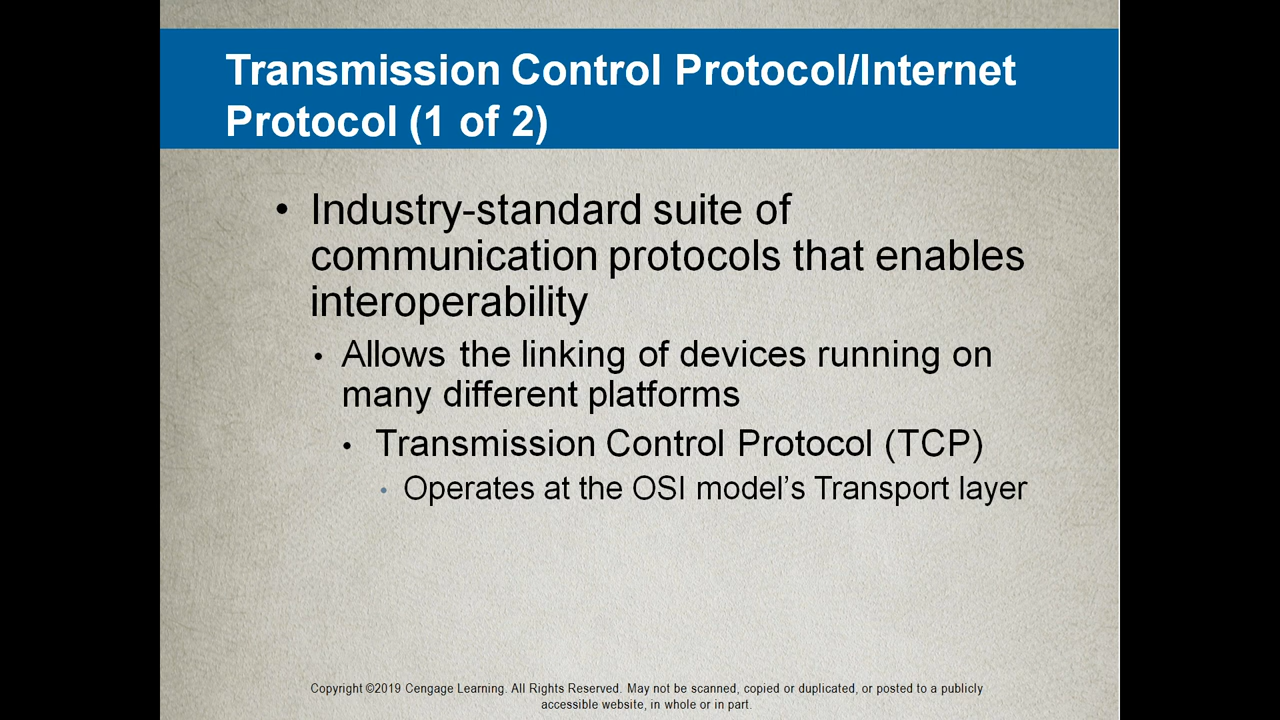 Transmission Control Protocol/Internet
Protocol (1 of 2)
• Industry-standard suite of
communication protocols that enables
interoperability
• Allows the linking of devices running on
many different platforms
• Transmission Control Protocol (TCP)
• Operates at the OSI model’s Transport layer
Copyright ©2019 Cengage Learning. All Rights Reserved. May not be scanned, copied or duplicated, or posted to a publicly
accessible website, in whole or in part.